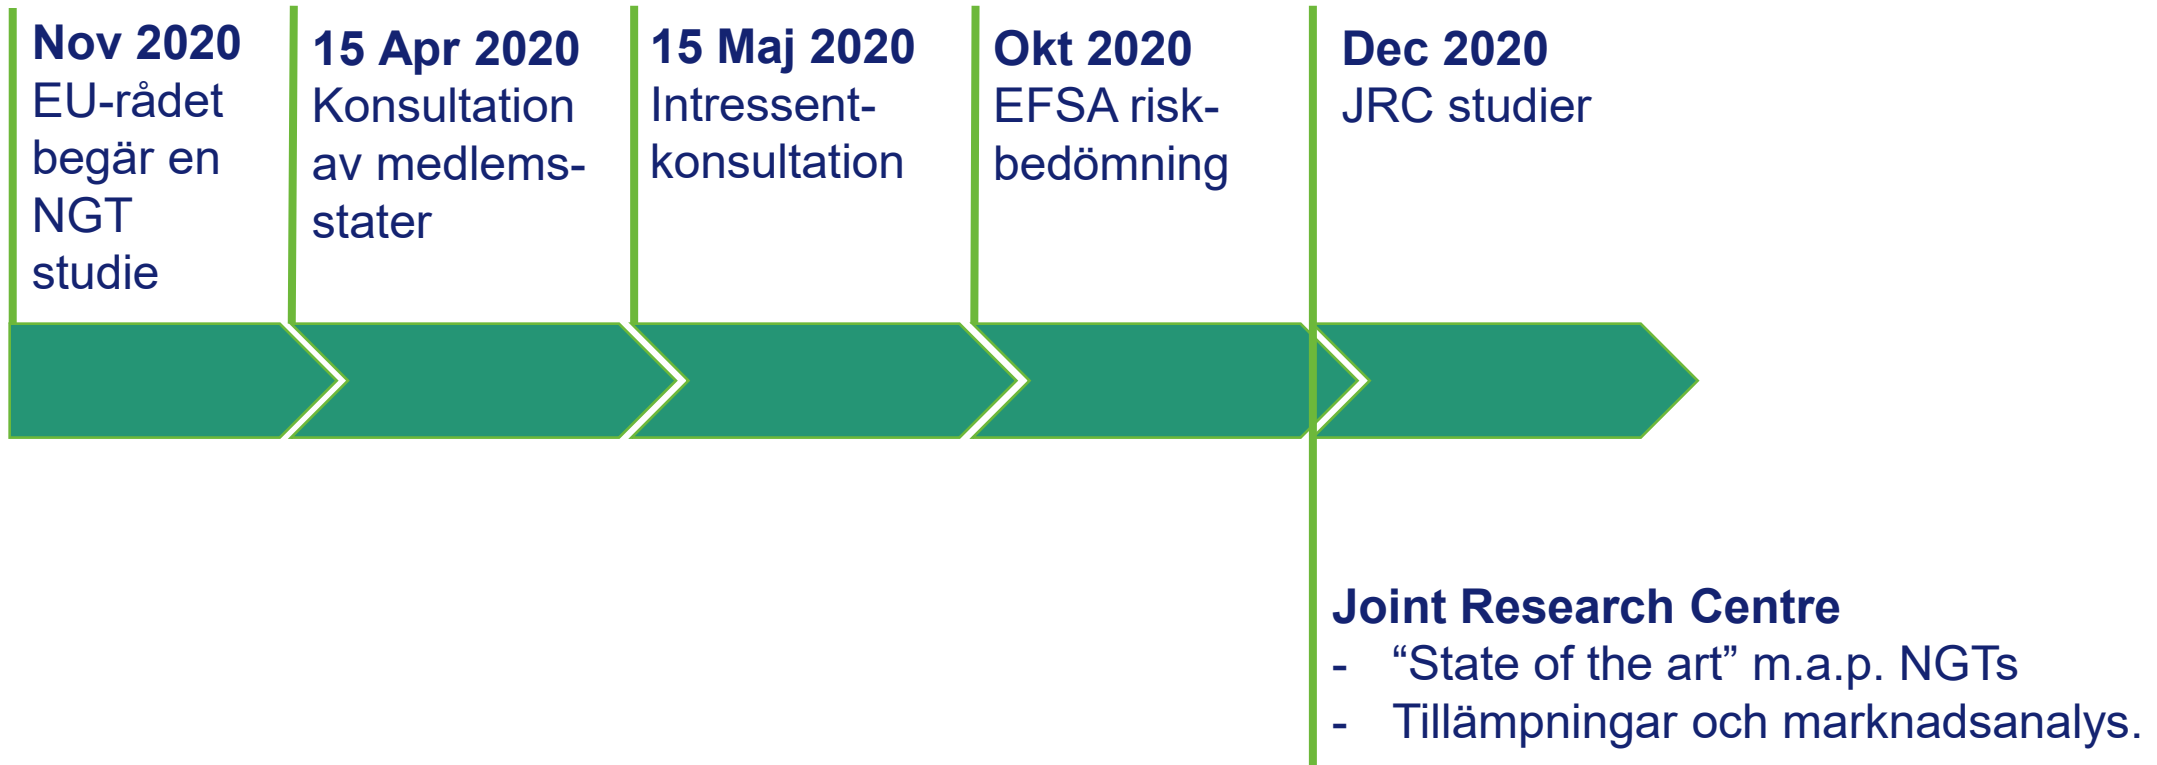 Nov 2020
EU-rådet
begär en
NGT
studie
15 Apr 2020
Konsultation
av medlems-
stater
15 Maj 2020
Intressent-
konsultation
Okt 2020
EFSA risk-
bedömning
Dec 2020
JRC studier
Joint Research Centre
- “State of the art” m.a.p. NGTs
- Tillämpningar och marknadsanalys.